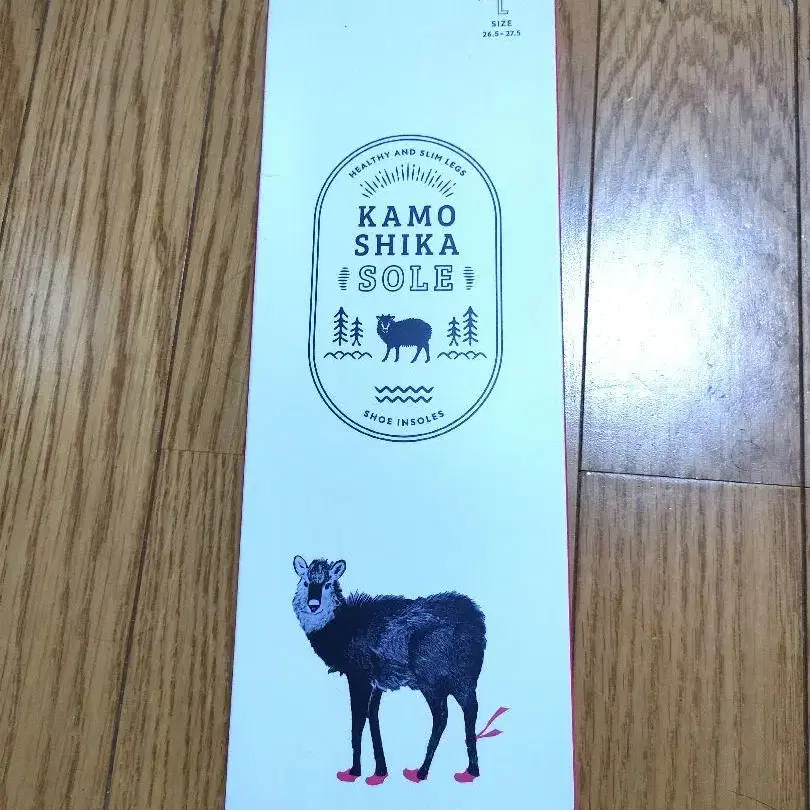 L
SIZE
26.5-27.5
HEALTHY AND SLIM LEGS
KAMO
SHIKA
SOLE
SHOE INSOLES